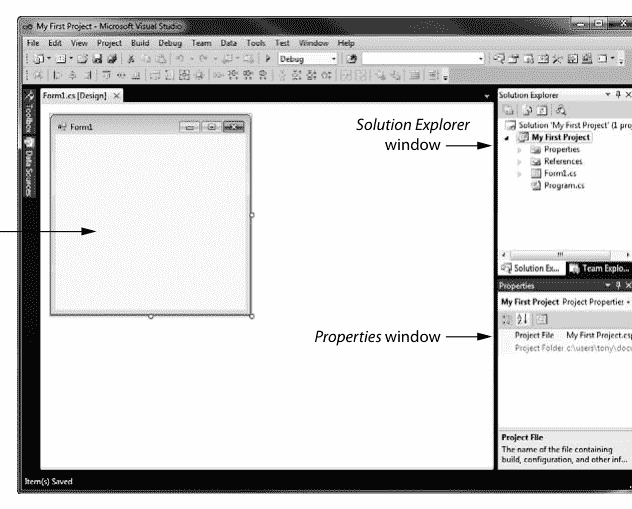 My First Project - Microsoft Visual Studio
File Edit View Project Build Debug Team Data Tools Test Window Help
Debug
Form1.cs [Design]
Toolbox
Data Sources
Form1
Solution Explorer
window
Solution Explorer
Solution 'My First Project' (1 proj
My First Project
Properties
References
Form1.cs
Program.cs
Solution Ex...
Team Explo...
Properties
My First Project Project Properties
Properties window
Project File My First Project.csp
Project Folder c:\users\tony\docu
Project File
The name of the file containing
build, configuration, and other inf...
Item(s) Saved